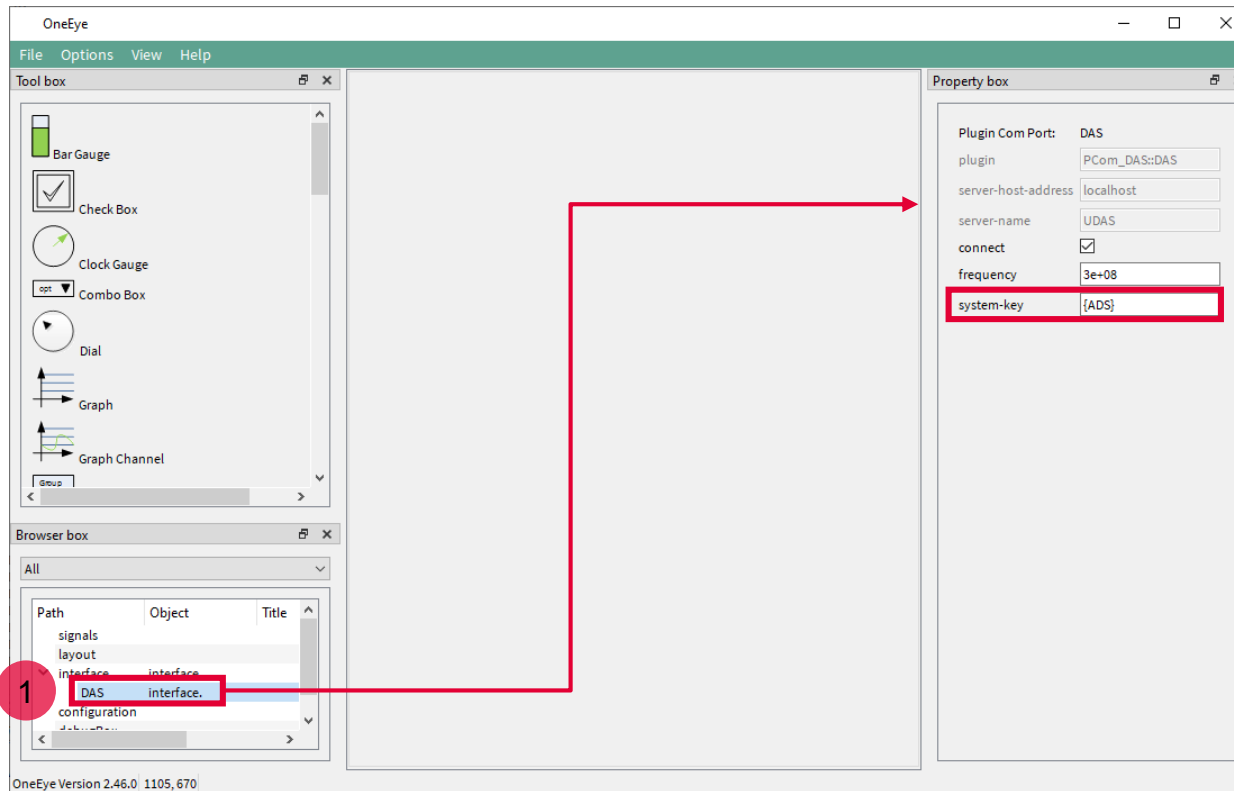 OneEye
File Options View Help
Tool box
Bar Gauge
Check Box
Clock Gauge
opt
Combo Box
Dial
Graph
Graph Channel
Group
Browser box
All
Path Object Title
signals
layout
interface interface
DAS interface.
configuration
debugBox
1
OneEye Version 2.46.0 1105, 670
Property box
Plugin Com Port: DAS
plugin PCom_DAS::DAS
server-host-address localhost
server-name UDAS
connect
frequency 3e+08
system-key {ADS}